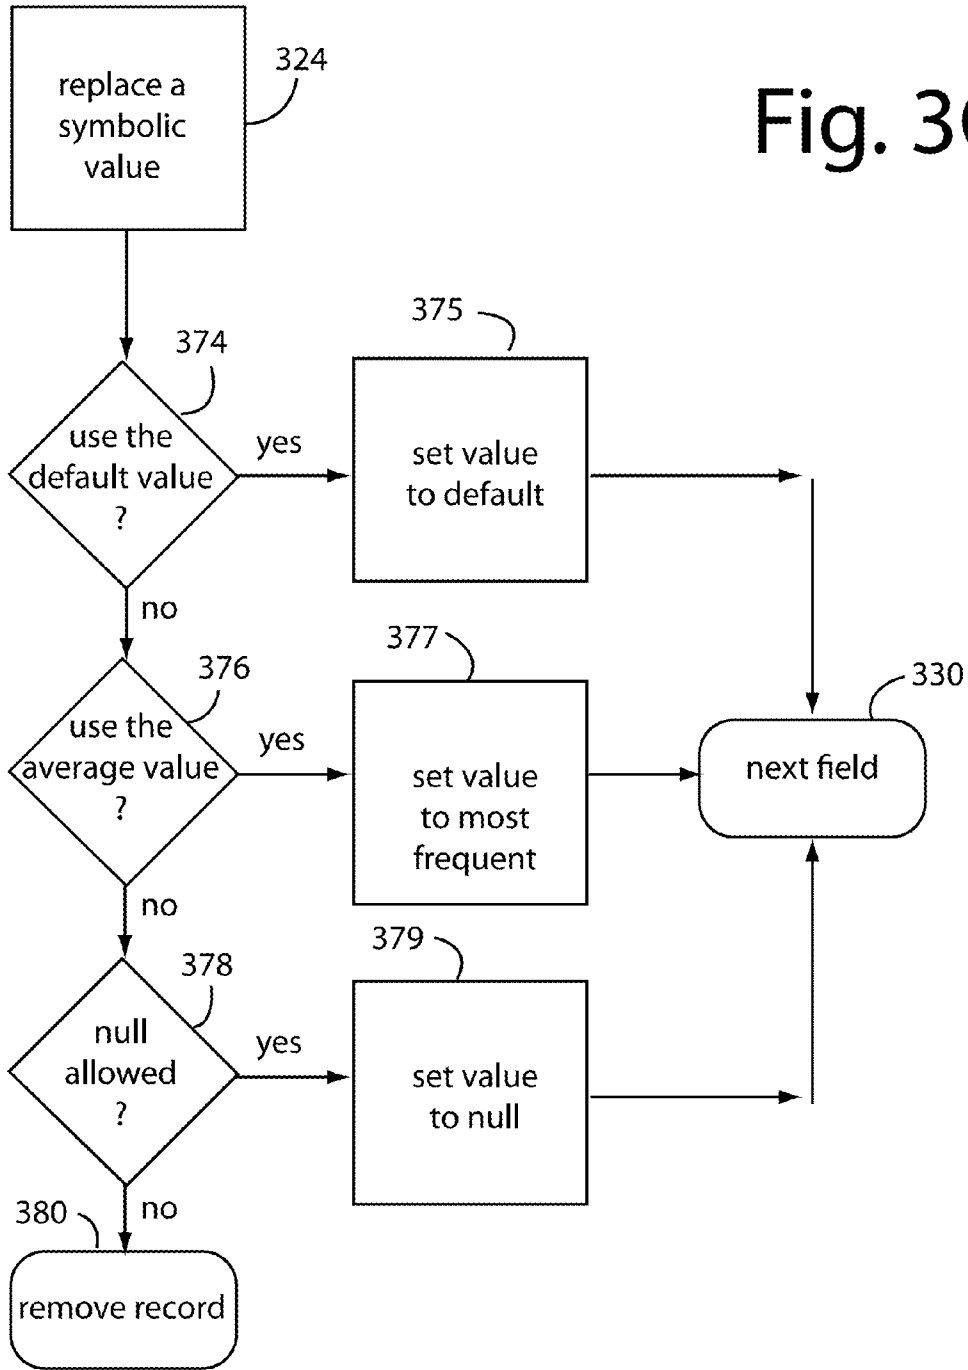 324
replace a
symbolic
value
Fig. 3
374
375
use the
default value
?
yes
set value
to default
no
376
377
330
use the
average value
?
yes
set value
to most
frequent
next field
no
378
379
null
allowed
?
yes
set value
to null
no
380
remove record